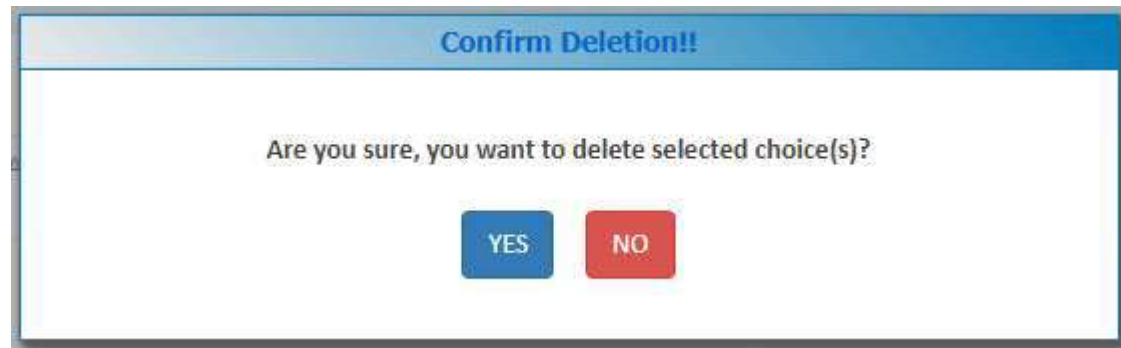 Confirm Deletion!!
Are you sure, you want to delete selected choice(s)?
YES NO